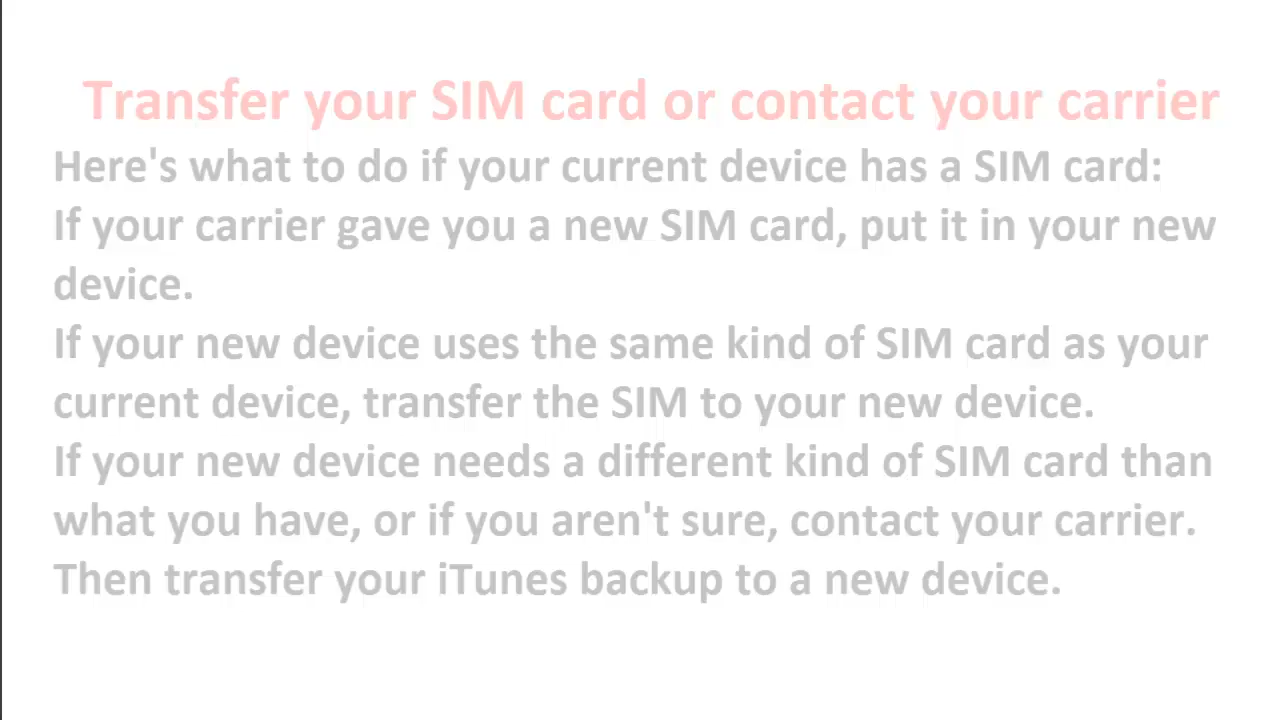 Transfer your SIM card or contact your carrier
Here's what to do if your current device has a SIM card:
If your carrier gave you a new SIM card, put it in your new
device.
If your new device uses the same kind of SIM card as your
current device, transfer the SIM to your new device.
If your new device needs a different kind of SIM card than
what you have, or if you aren't sure, contact your carrier.
Then transfer your iTunes backup to a new device.